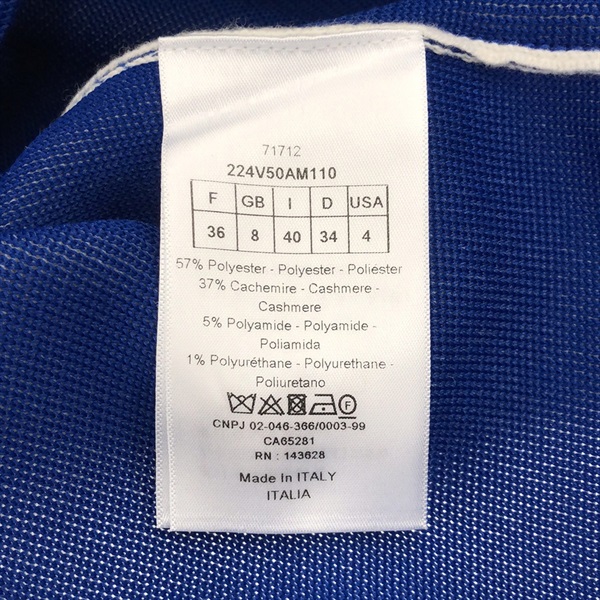 71712
224V50AM110
F GB I D USA
36 8 40 34 4
57% Polyester - Polyester - Poliéster
37% Cachemire - Cashmere -
Cashmere
5% Polyamide - Polyamide -
Poliamida
1% Polyuréthane - Polyurethane -
Poliuretano
F
CNPJ 02-046-366/0003-99
CA65281
RN : 143628
Made In ITALY
ITALIA